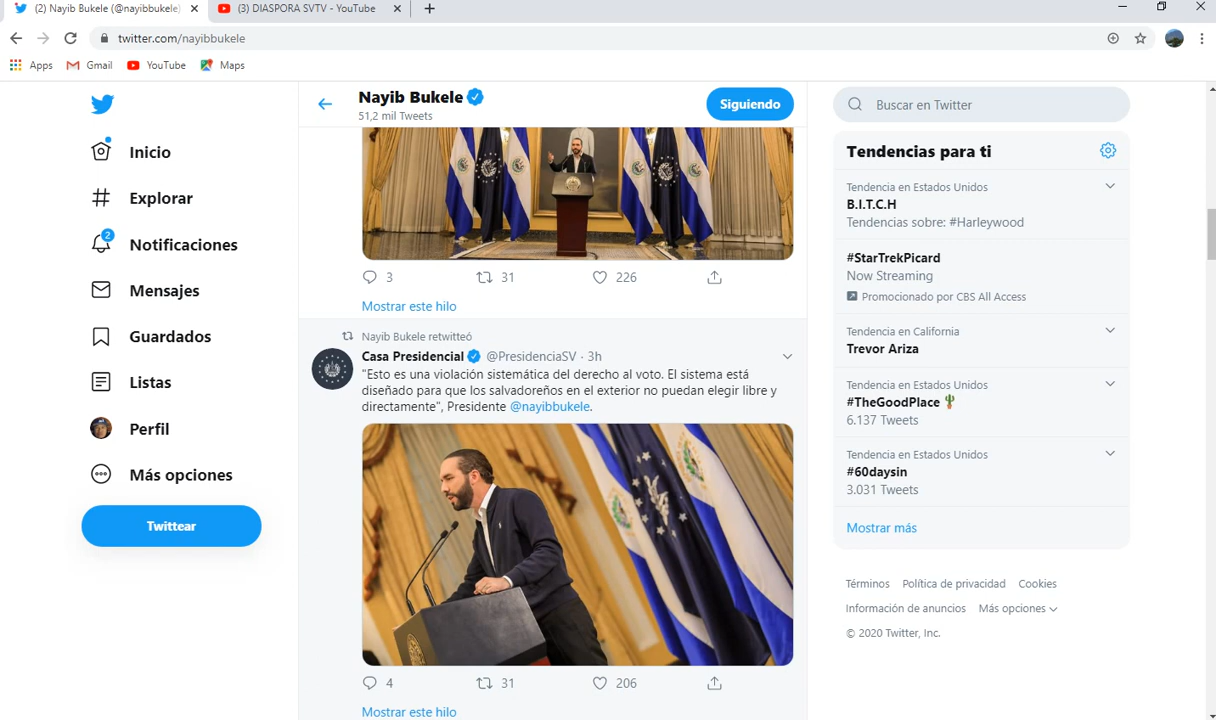 (2) Nayib Bukele (@nayibbukele)
(3) DIASPORA SVTV - YouTube
twitter.com/nayibbukele
Apps
Gmail
YouTube
Maps
Inicio
Explorar
2
Notificaciones
Mensajes
Guardados
Listas
Perfil
Más opciones
Twittear
Nayib Bukele
51,2 mil Tweets
Siguiendo
3
31
226
Mostrar este hilo
Nayib Bukele retwitteó
Casa Presidencial @PresidenciaSV · 3h
"Esto es una violación sistemática del derecho al voto. El sistema está
diseñado para que los salvadoreños en el exterior no puedan elegir libre y
directamente", Presidente @nayibbukele.
4
31
206
Mostrar este hilo
Buscar en Twitter
Tendencias para ti
Tendencia en Estados Unidos
B.I.T.C.H
Tendencias sobre: #Harleywood
#StarTrekPicard
Now Streaming
Promocionado por CBS All Access
Tendencia en California
Trevor Ariza
Tendencia en Estados Unidos
#TheGoodPlace
6.137 Tweets
Tendencia en Estados Unidos
#60daysin
3.031 Tweets
Mostrar más
Términos Política de privacidad Cookies
Información de anuncios Más opciones
© 2020 Twitter, Inc.